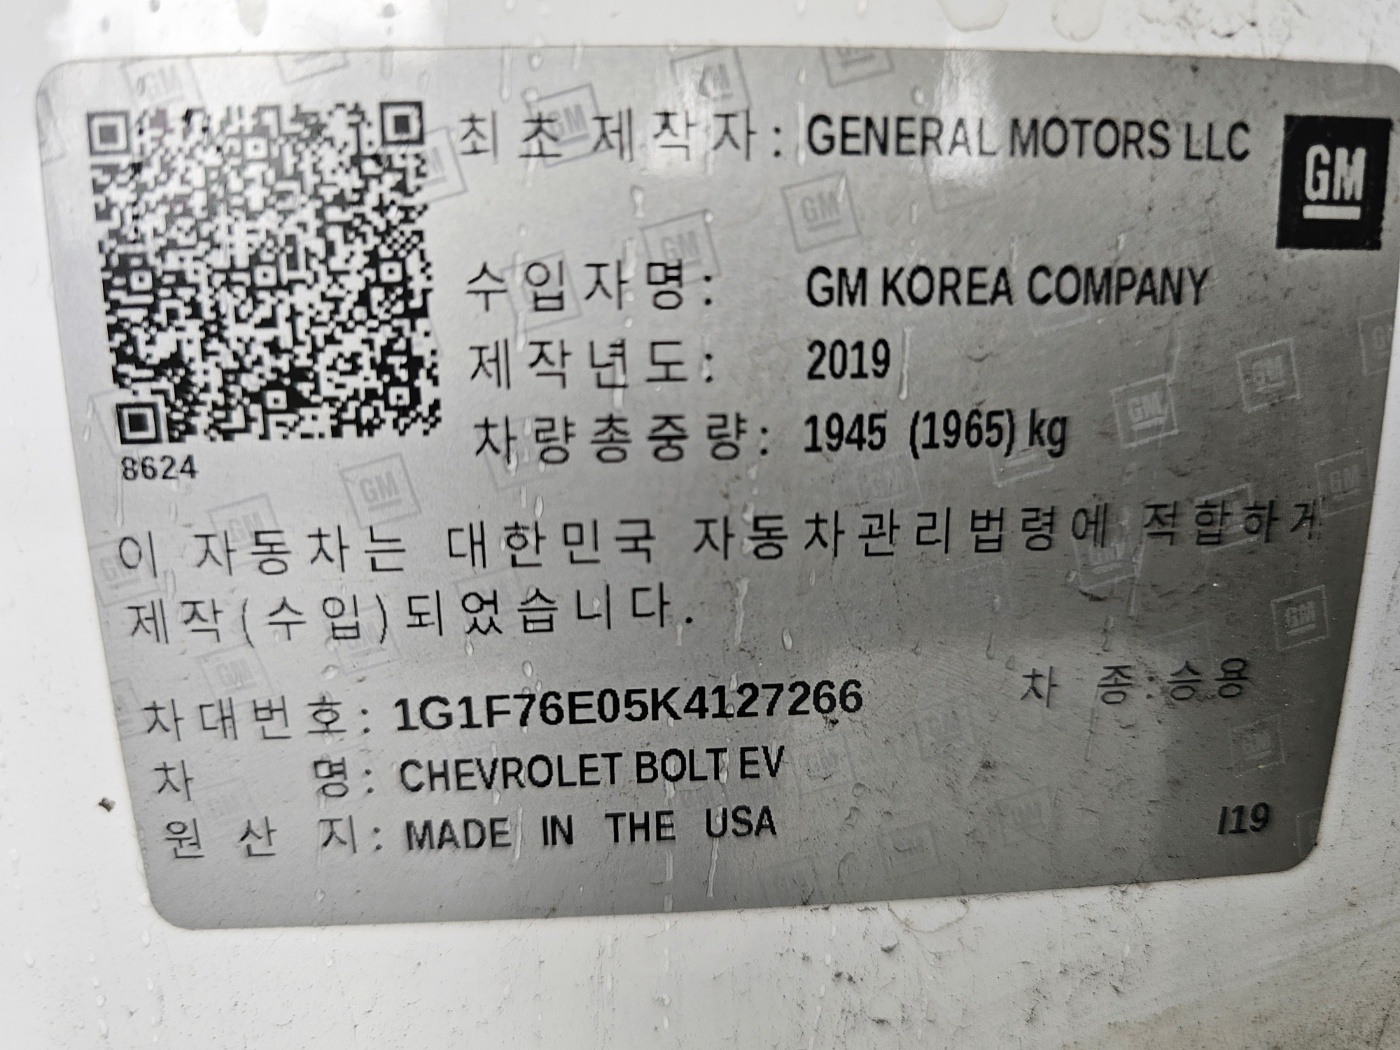 최초제작자: GENERAL MOTORS LLC
GM
수입자명: GM KOREA COMPANY
제작년도: 2019
차량총중량: 1945 (1965) kg
8624
이 자동차는 대한민국 자동차관리법령에 적합하게
제작(수입)되었습니다.
차대번호: 1G1F76E05K4127266 차 종:승용
차 명: CHEVROLET BOLT EV
원 산 지: MADE IN THE USA
I19